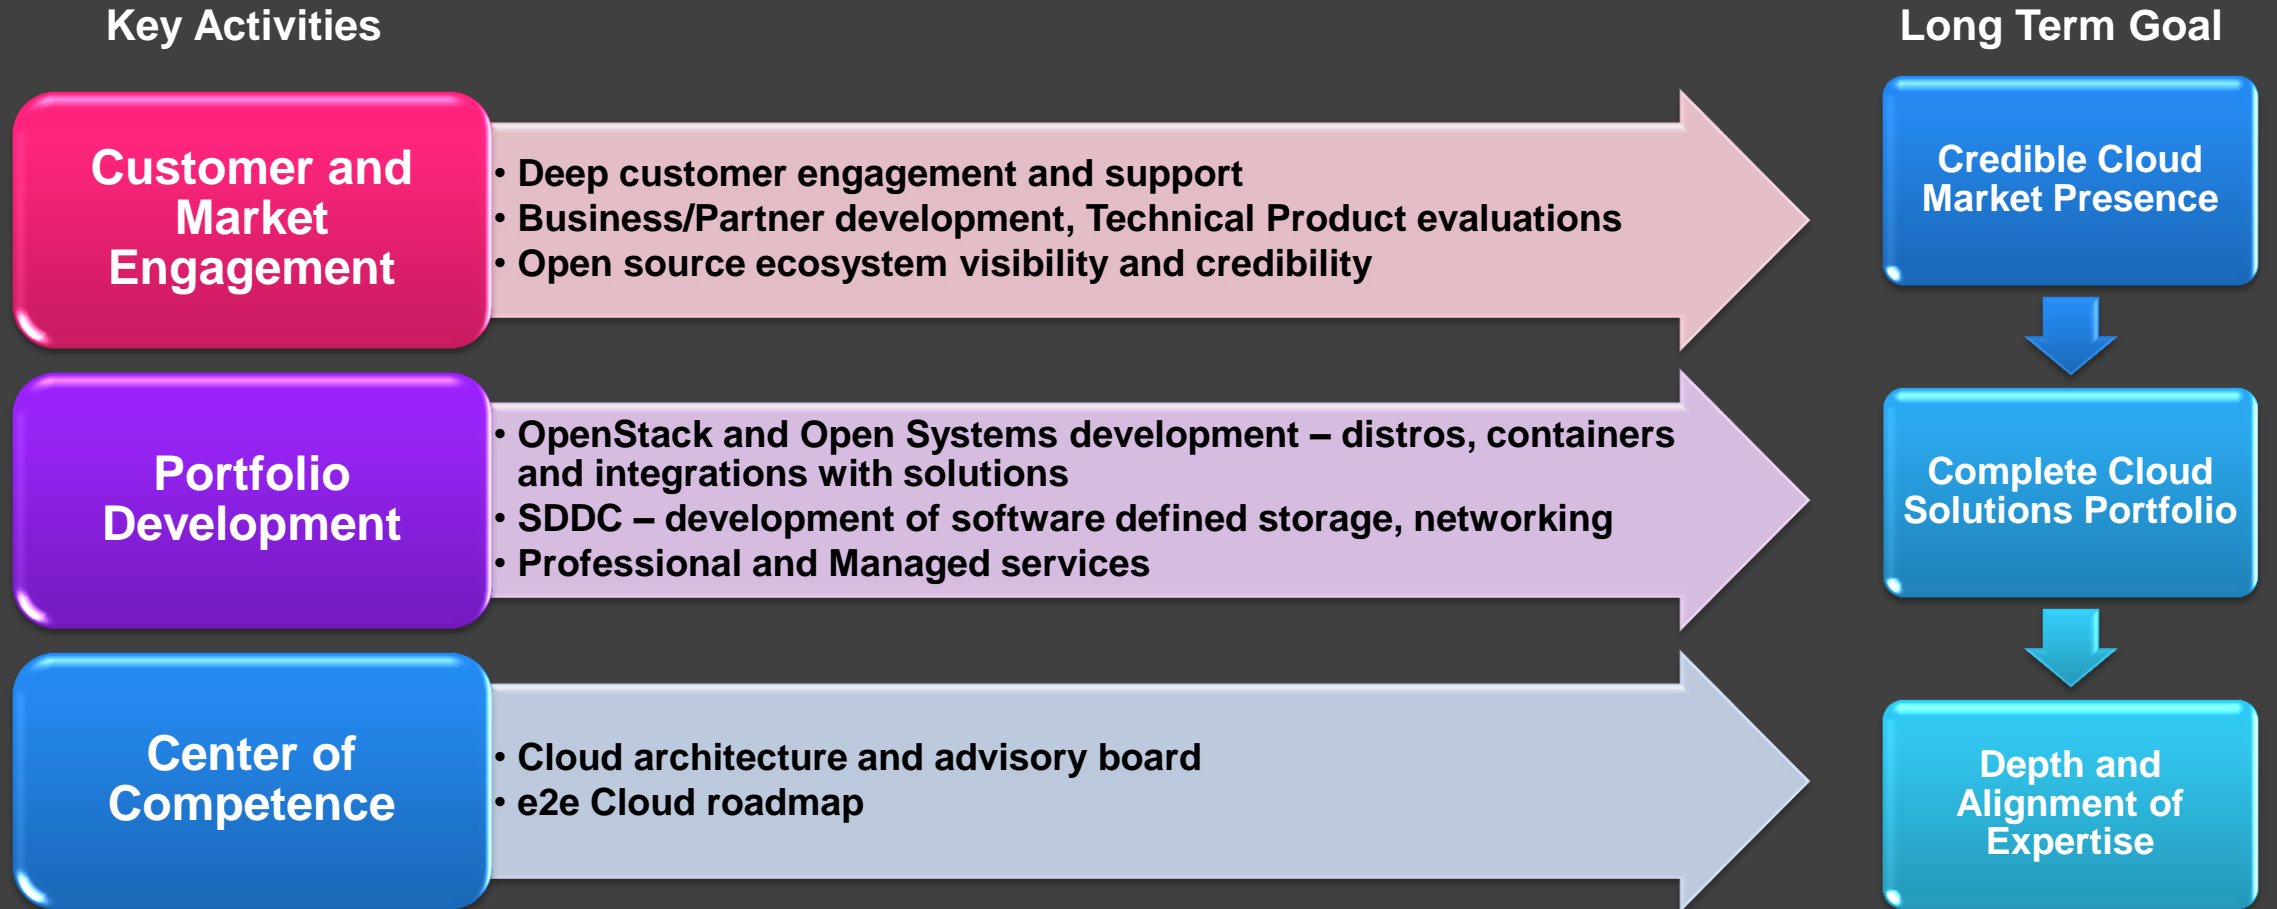 Key Activities
Long Term Goal
Customer and
Market
Engagement
• Deep customer engagement and support
• Business/Partner development, Technical Product evaluations
• Open source ecosystem visibility and credibility
Credible Cloud
Market Presence
Portfolio
Development
• OpenStack and Open Systems development – distros, containers
and integrations with solutions
• SDDC – development of software defined storage, networking
• Professional and Managed services
Complete Cloud
Solutions Portfolio
Center of
Competence
• Cloud architecture and advisory board
• e2e Cloud roadmap
Depth and
Alignment of
Expertise